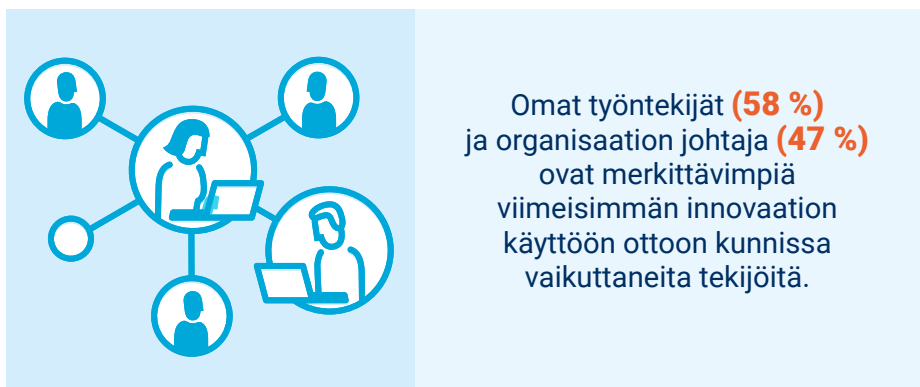 Omat työntekijät (58 %)
ja organisaation johtaja (47 %)
ovat merkittävimpiä
viimeisimmän innovaation
käyttöön ottoon kunnissa
vaikuttaneita tekijöitä.